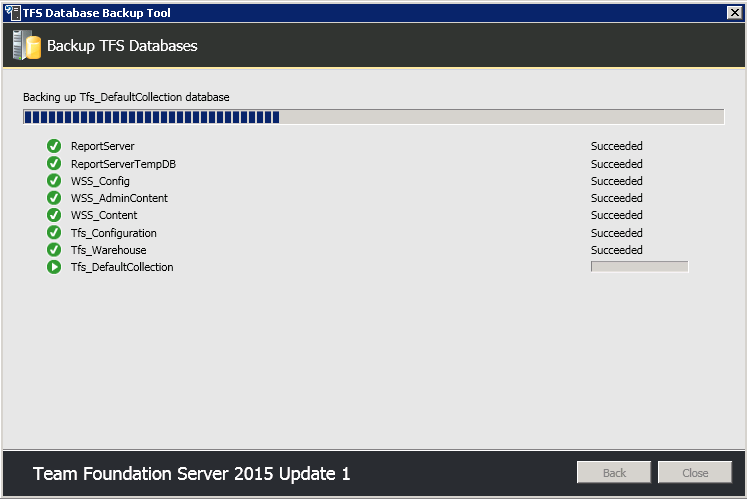 TFS Database Backup Tool
Backup TFS Databases
Backing up Tfs_DefaultCollection database
ReportServer Succeeded
ReportServerTempDB Succeeded
WSS_Config Succeeded
WSS_AdminContent Succeeded
WSS_Content Succeeded
Tfs_Configuration Succeeded
Tfs_Warehouse Succeeded
Tfs_DefaultCollection
Team Foundation Server 2015 Update 1 Back Close